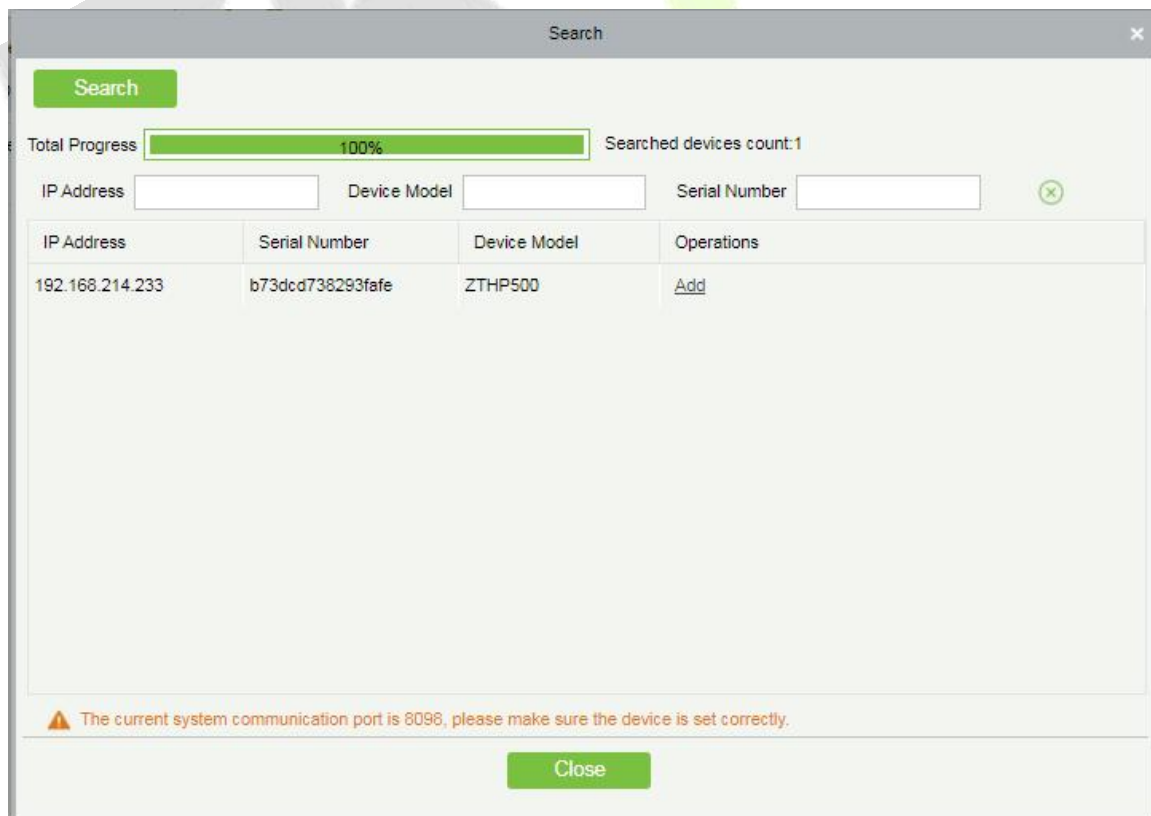 Search
Search
Total Progress 100% Searched devices count:1
IP Address Device Model Serial Number
IP Address Serial Number Device Model Operations
192.168.214.233 b73dcd738293fafe ZTHP500 Add
The current system communication port is 8098, please make sure the device is set correctly.
Close